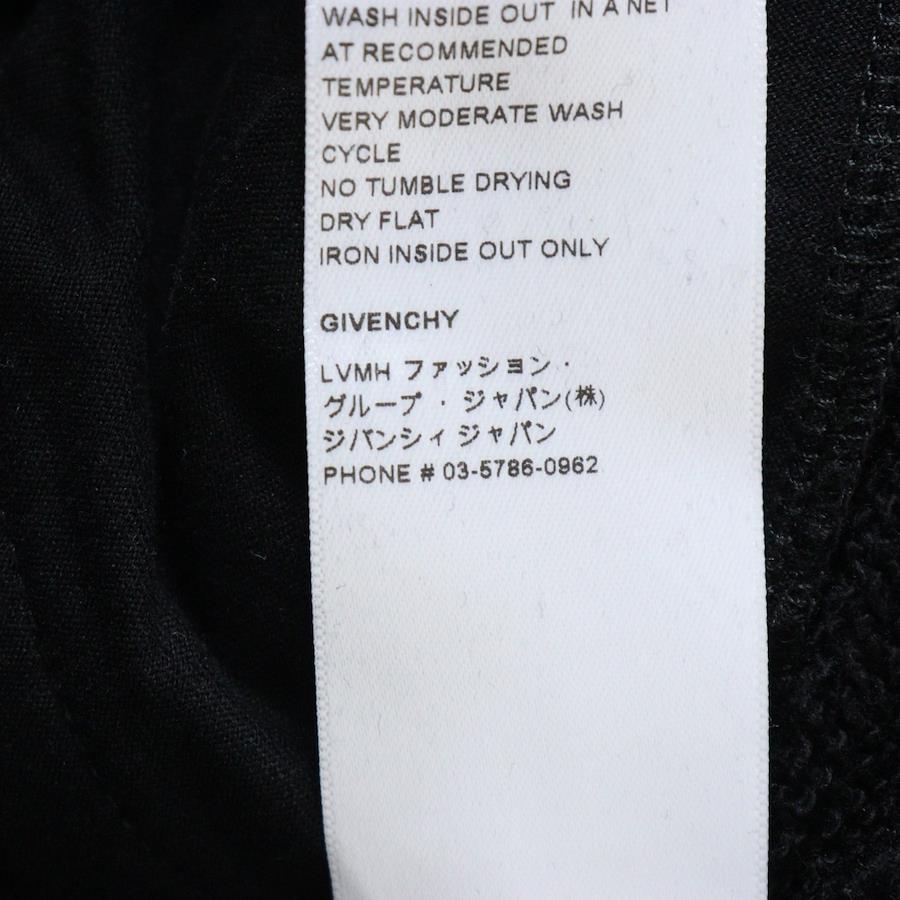 WASH INSIDE OUT IN A NET
AT RECOMMENDED
TEMPERATURE
VERY MODERATE WASH
CYCLE
NO TUMBLE DRYING
DRY FLAT
IRON INSIDE OUT ONLY
GIVENCHY
LVMH ファッション・
グループ・ジャパン(株)
ジバンシィ ジャパン
PHONE # 03-5786-0962